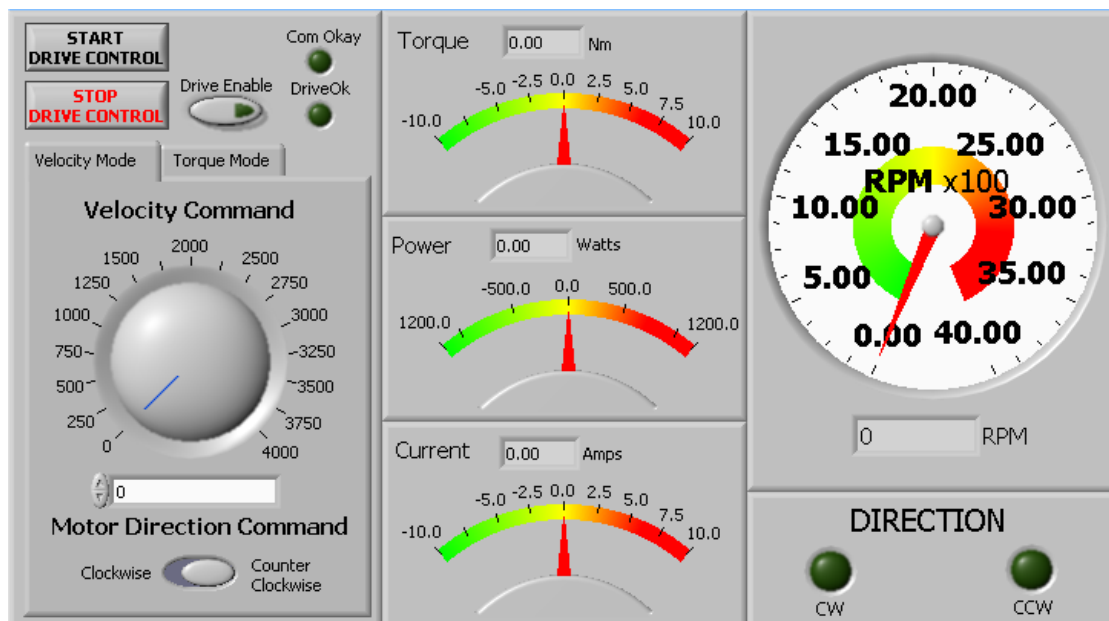 START
DRIVE CONTROL
STOP
DRIVE CONTROL
Com Okay
Drive Enable
DriveOk
Velocity Mode
Torque Mode
Velocity Command
0
250
500
750
1000
1250
1500
2000
2250
2750
3000
3250
3500
3750
4000
0
Motor Direction Command
Clockwise
Counter
Clockwise
Torque 0.00 Nm
-10.0 -5.0 -2.5 0.0 2.5 5.0 7.5 10.0
Power 0.00 Watts
1200.0 -500.0 0.0 500.0 1200.0
Current 0.00 Amps
-10.0 -5.0 -2.5 0.0 2.5 5.0 7.5 10.0
0.00
5.00
10.00
15.00
20.00
25.00
30.00
35.00
40.00
RPM x100
0 RPM
DIRECTION
CW
CCW